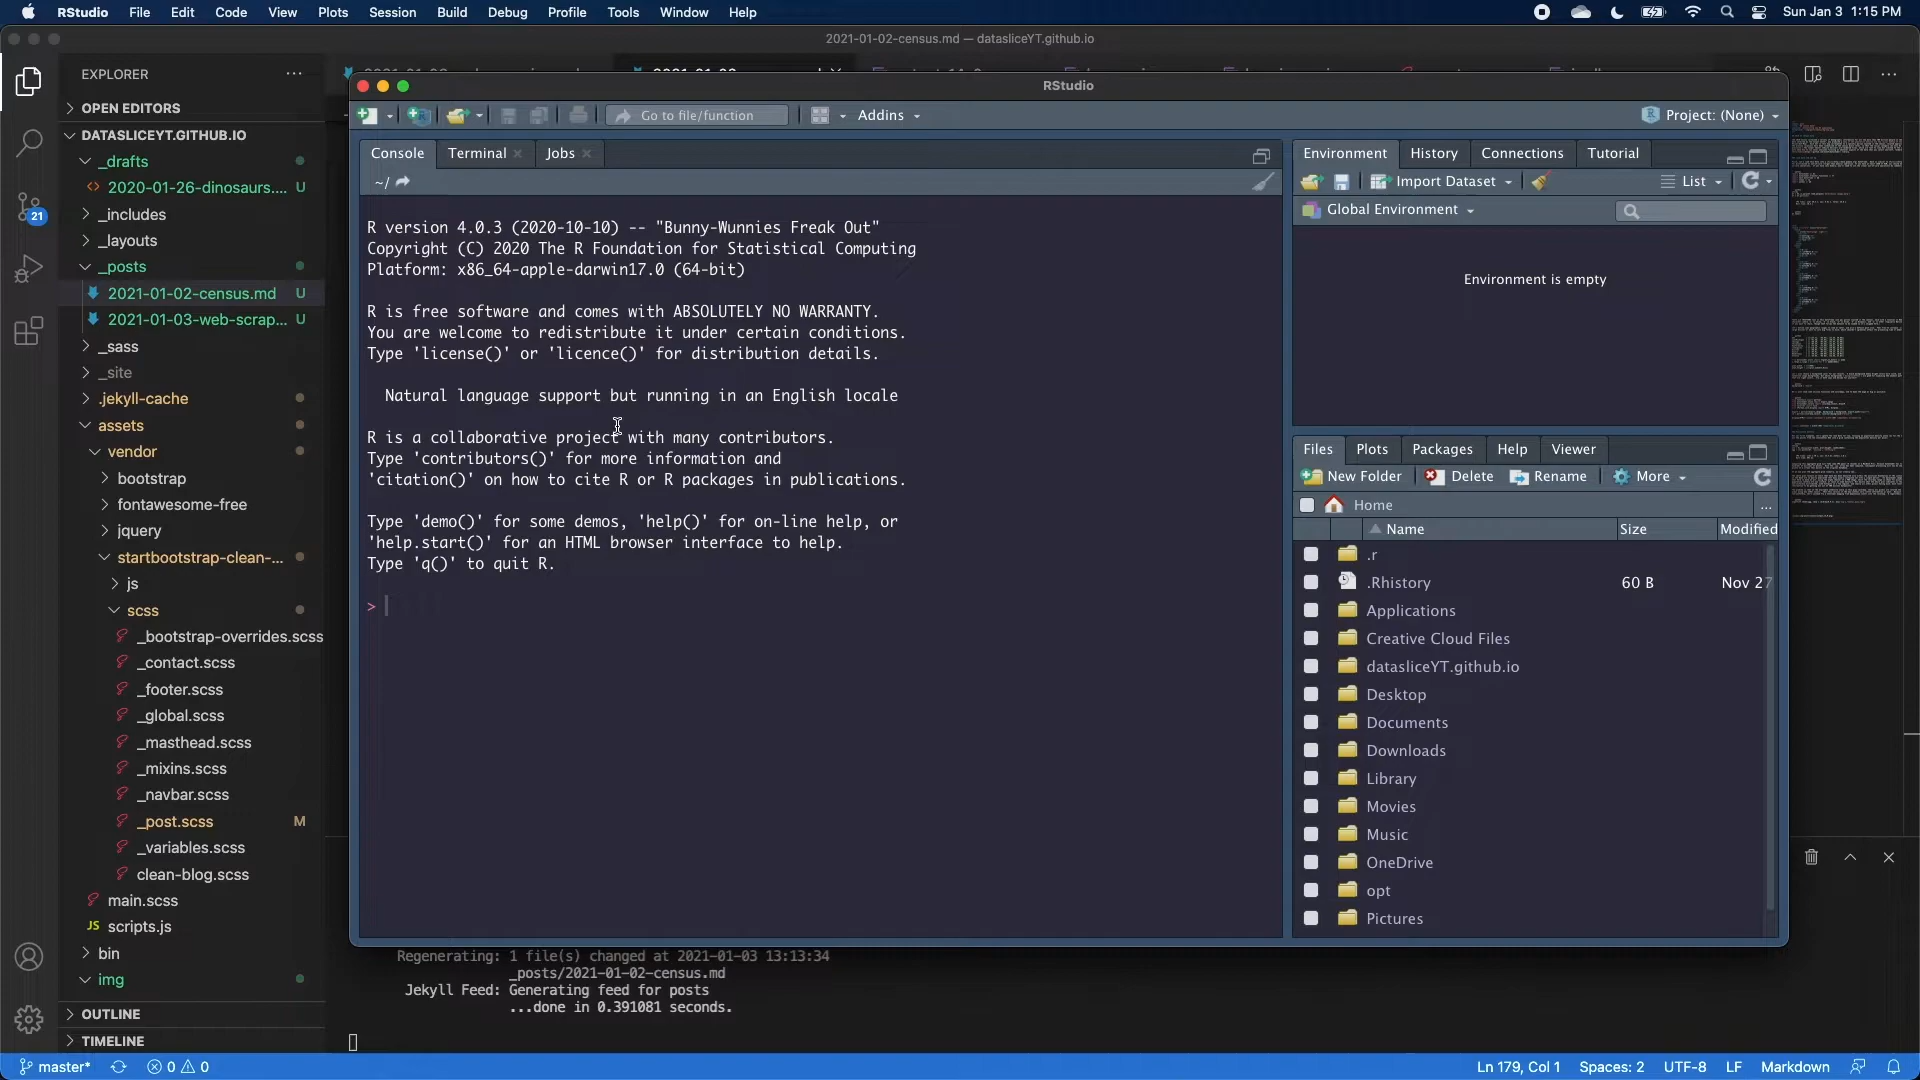 RStudio File Edit Code View Plots Session Build Debug Profile Tools Window Help
Sun Jan 3 1:15 PM
2021-01-02-census.md — datasliceYT.github.io
EXPLORER
OPEN EDITORS
DATASLICEYT.GITHUB.IO
_drafts
2020-01-26-dinosaurs.... U
_includes
_layouts
_posts
2021-01-02-census.md U
2021-01-03-web-scrap... U
_sass
_site
.jekyll-cache
assets
vendor
bootstrap
fontawesome-free
jquery
startbootstrap-clean-...
js
scss
_bootstrap-overrides.scss
_contact.scss
_footer.scss
_global.scss
_masthead.scss
_mixins.scss
_navbar.scss
_post.scss M
_variables.scss
clean-blog.scss
main.scss
JS scripts.js
bin
img
OUTLINE
TIMELINE
21
RStudio
Go to file/function
Addins
Project: (None)
Console Terminal Jobs
~/
R version 4.0.3 (2020-10-10) -- "Bunny-Wunnies Freak Out"
Copyright (C) 2020 The R Foundation for Statistical Computing
Platform: x86_64-apple-darwin17.0 (64-bit)
R is free software and comes with ABSOLUTELY NO WARRANTY.
You are welcome to redistribute it under certain conditions.
Type 'license()' or 'licence()' for distribution details.
Natural language support but running in an English locale
R is a collaborative project with many contributors.
Type 'contributors()' for more information and
'citation()' on how to cite R or R packages in publications.
Type 'demo()' for some demos, 'help()' for on-line help, or
'help.start()' for an HTML browser interface to help.
Type 'q()' to quit R.
>
Environment History Connections Tutorial
Import Dataset List
Global Environment
Environment is empty
Files Plots Packages Help Viewer
New Folder Delete Rename More
Home ...
Name Size Modified
.r
.Rhistory 60 B Nov 27
Applications
Creative Cloud Files
datasliceYT.github.io
Desktop
Documents
Downloads
Library
Movies
Music
OneDrive
opt
Pictures
Regenerating: 1 file(s) changed at 2021-01-03 13:13:34
_posts/2021-01-02-census.md
Jekyll Feed: Generating feed for posts
...done in 0.391081 seconds.
master* 0 0
Ln 179, Col 1 Spaces: 2 UTF-8 LF Markdown